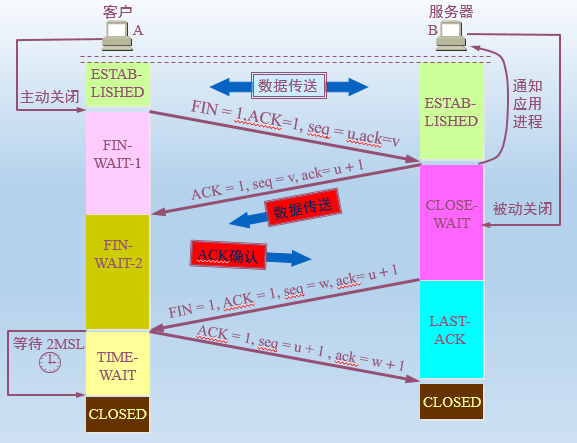 客户
服务器
A
B
ESTAB-
LISHED
数据传送
通知
应用
进程
主动关闭
FIN = 1,ACK=1, seq = u,ack=v
ESTAB-
LISHED
FIN-
WAIT-1
ACK = 1, seq = v, ack= u + 1
数据传送
CLOSE-
WAIT
被动关闭
FIN-
WAIT-2
ACK确认
FIN = 1, ACK = 1, seq = w, ack= u + 1
等待 2MSL
LAST-
ACK
ACK = 1, seq = u + 1 , ack = w + 1
TIME-
WAIT
CLOSED
CLOSED